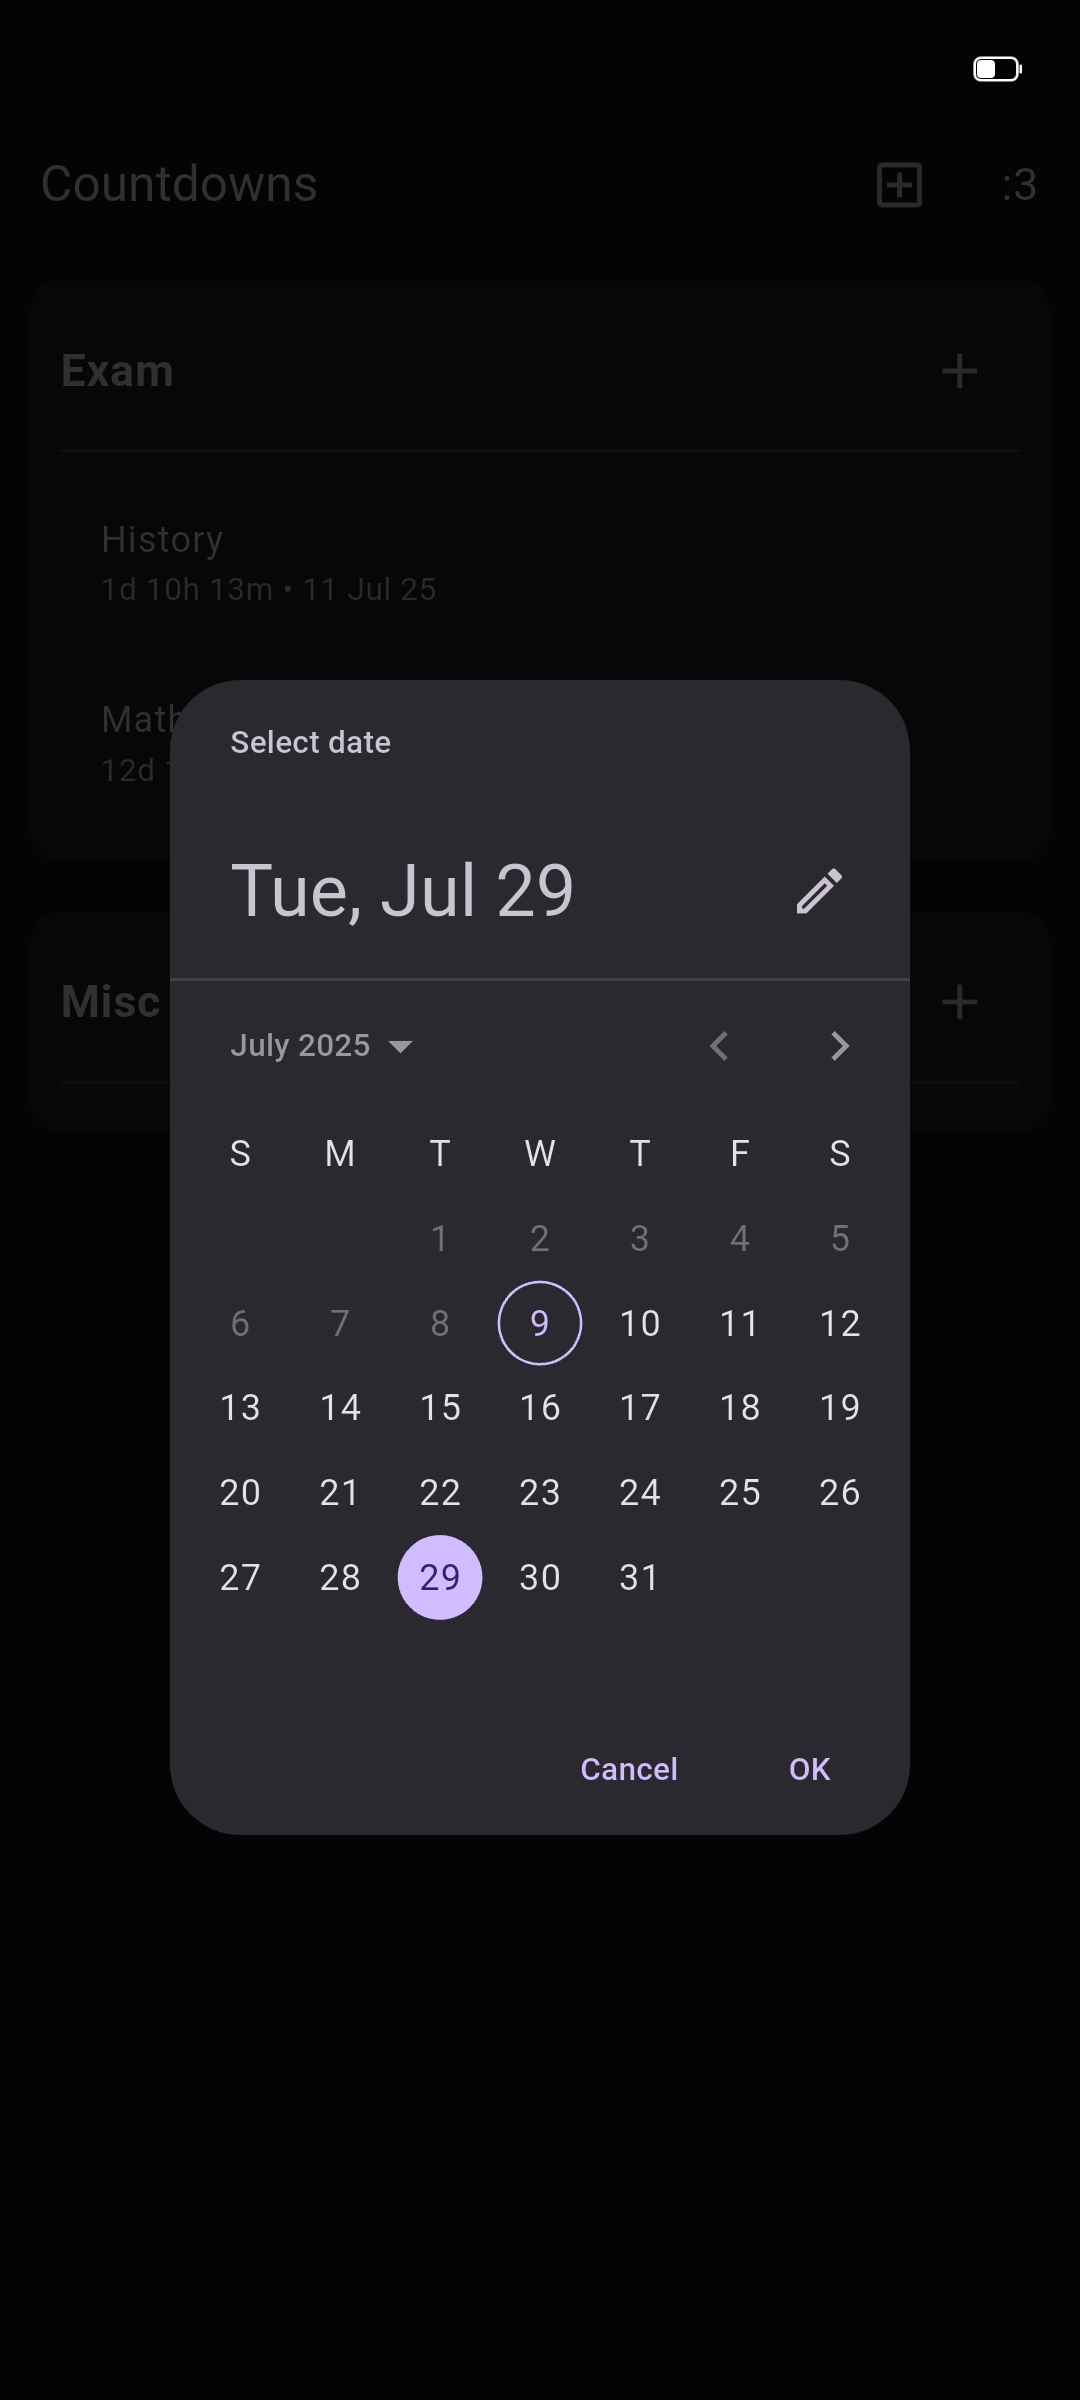 Countdowns :3
Exam
History
1d 10h 13m • 11 Jul 25
Math
12d
Select date
Tue, Jul 29
Misc
July 2025
S M T W T F S
1 2 3 4 5
6 7 8 9 10 11 12
13 14 15 16 17 18 19
20 21 22 23 24 25 26
27 28 29 30 31
Cancel OK